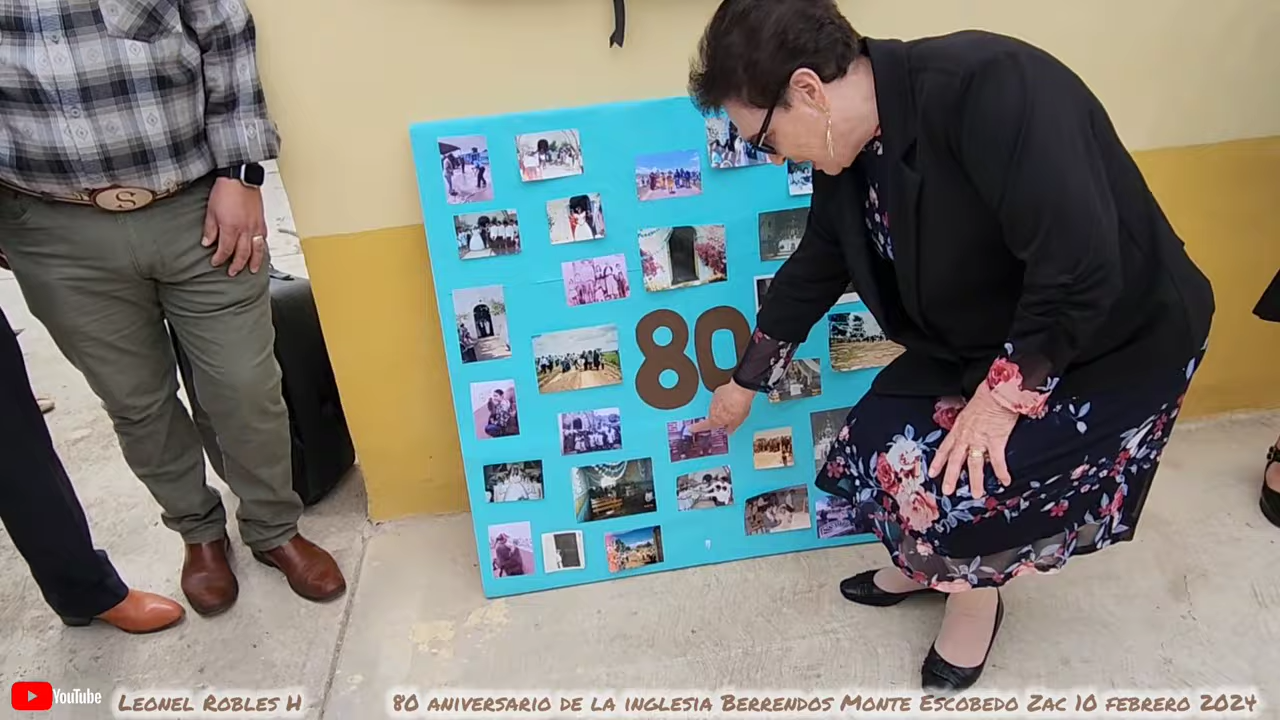 S
80
YouTube
Leonel Robles H
80 aniversario de la inglesia Berrendos Monte Escobedo Zac 10 febrero 2024